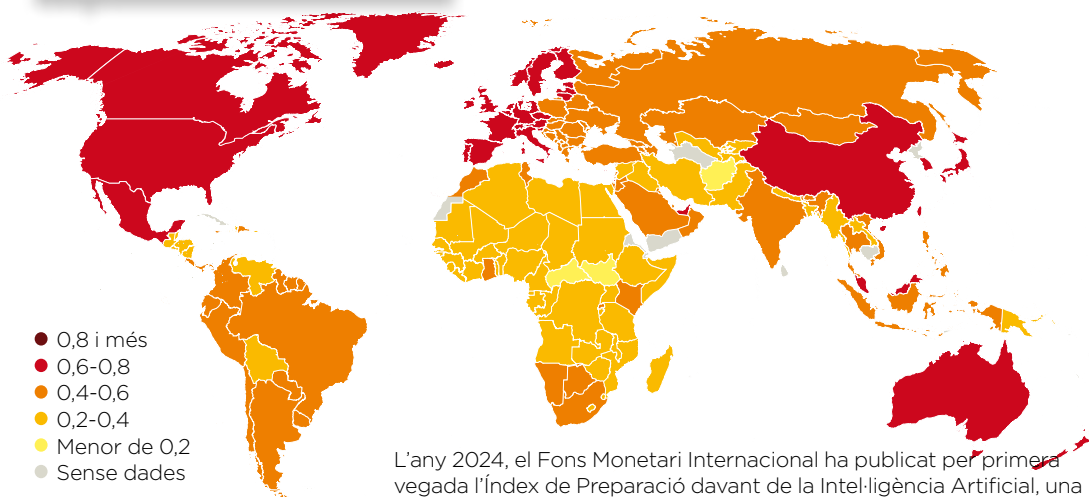 0,8 i més
0,6-0,8
0,4-0,6
0,2-0,4
Menor de 0,2
Sense dades
L’any 2024, el Fons Monetari Internacional ha publicat per primera
vegada l’Índex de Preparació davant de la Intel·ligència Artificial, una